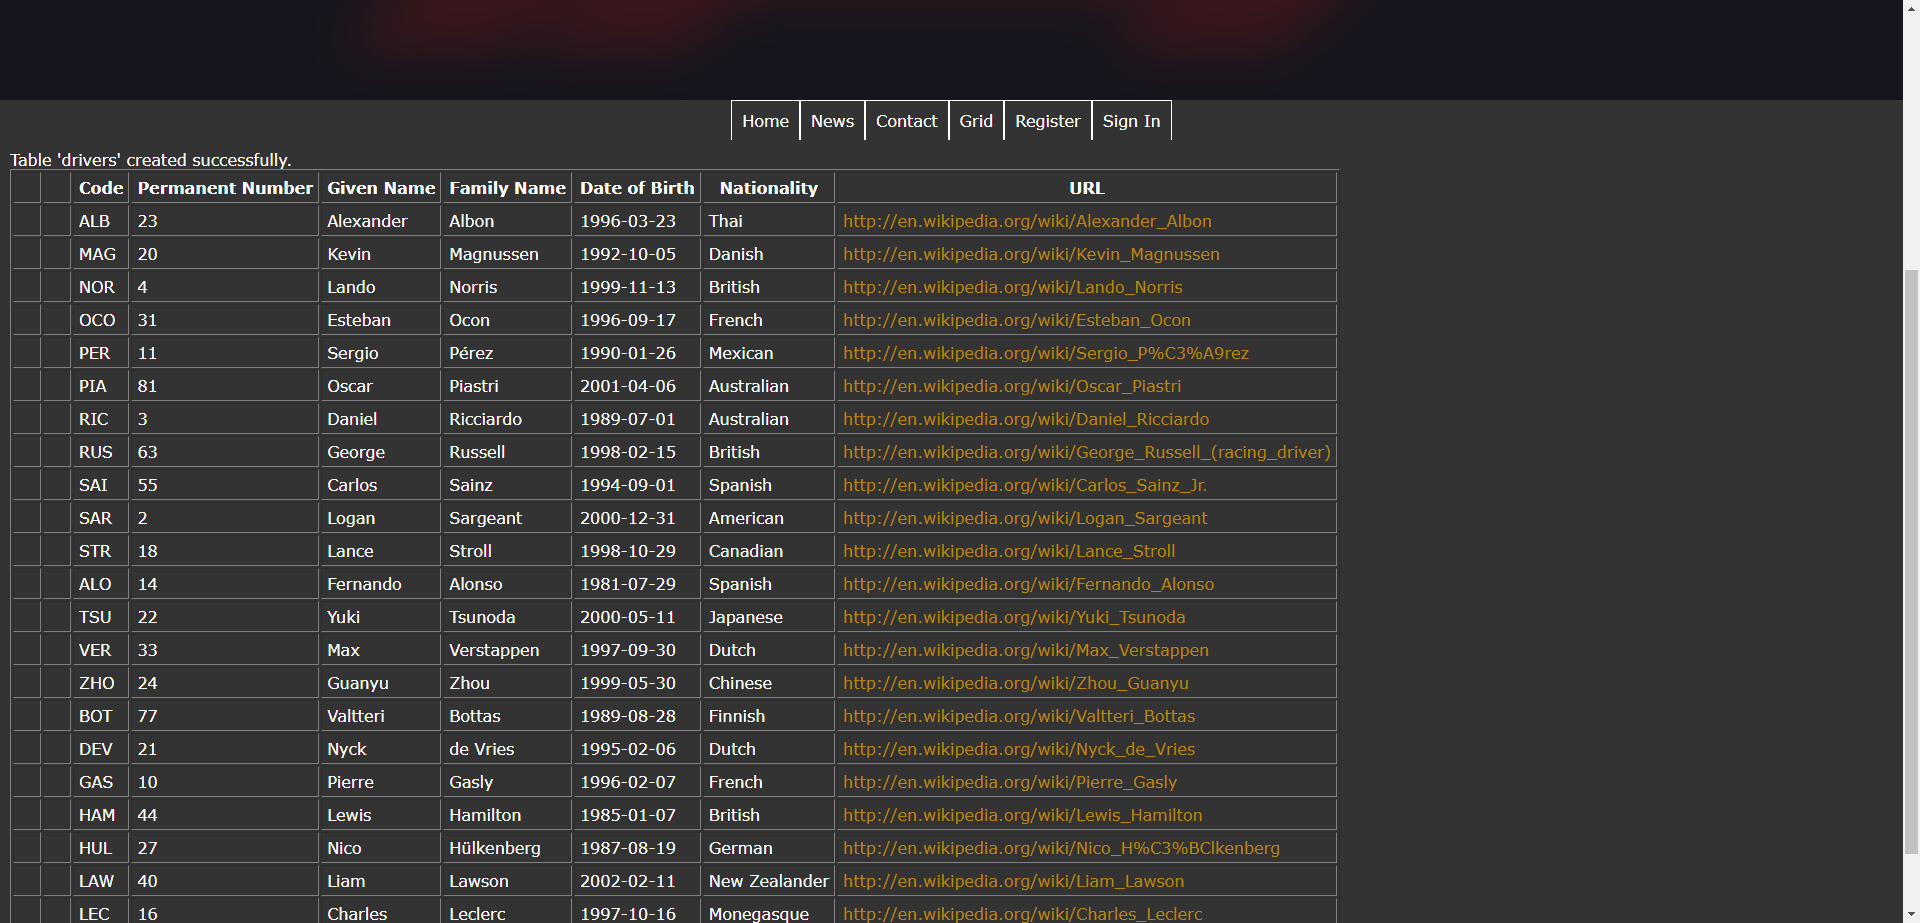 Home News Contact Grid Register Sign In
Table 'drivers' created successfully.
Code Permanent Number Given Name Family Name Date of Birth Nationality URL
ALB 23 Alexander Albon 1996-03-23 Thai http://en.wikipedia.org/wiki/Alexander_Albon
MAG 20 Kevin Magnussen 1992-10-05 Danish http://en.wikipedia.org/wiki/Kevin_Magnussen
NOR 4 Lando Norris 1999-11-13 British http://en.wikipedia.org/wiki/Lando_Norris
OCO 31 Esteban Ocon 1996-09-17 French http://en.wikipedia.org/wiki/Esteban_Ocon
PER 11 Sergio Pérez 1990-01-26 Mexican http://en.wikipedia.org/wiki/Sergio_P%C3%A9rez
PIA 81 Oscar Piastri 2001-04-06 Australian http://en.wikipedia.org/wiki/Oscar_Piastri
RIC 3 Daniel Ricciardo 1989-07-01 Australian http://en.wikipedia.org/wiki/Daniel_Ricciardo
RUS 63 George Russell 1998-02-15 British http://en.wikipedia.org/wiki/George_Russell_(racing_driver)
SAI 55 Carlos Sainz 1994-09-01 Spanish http://en.wikipedia.org/wiki/Carlos_Sainz_Jr.
SAR 2 Logan Sargeant 2000-12-31 American http://en.wikipedia.org/wiki/Logan_Sargeant
STR 18 Lance Stroll 1998-10-29 Canadian http://en.wikipedia.org/wiki/Lance_Stroll
ALO 14 Fernando Alonso 1981-07-29 Spanish http://en.wikipedia.org/wiki/Fernando_Alonso
TSU 22 Yuki Tsunoda 2000-05-11 Japanese http://en.wikipedia.org/wiki/Yuki_Tsunoda
VER 33 Max Verstappen 1997-09-30 Dutch http://en.wikipedia.org/wiki/Max_Verstappen
ZHO 24 Guanyu Zhou 1999-05-30 Chinese http://en.wikipedia.org/wiki/Zhou_Guanyu
BOT 77 Valtteri Bottas 1989-08-28 Finnish http://en.wikipedia.org/wiki/Valtteri_Bottas
DEV 21 Nyck de Vries 1995-02-06 Dutch http://en.wikipedia.org/wiki/Nyck_de_Vries
GAS 10 Pierre Gasly 1996-02-07 French http://en.wikipedia.org/wiki/Pierre_Gasly
HAM 44 Lewis Hamilton 1985-01-07 British http://en.wikipedia.org/wiki/Lewis_Hamilton
HUL 27 Nico Hülkenberg 1987-08-19 German http://en.wikipedia.org/wiki/Nico_H%C3%BClkenberg
LAW 40 Liam Lawson 2002-02-11 New Zealander http://en.wikipedia.org/wiki/Liam_Lawson
LEC 16 Charles Leclerc 1997-10-16 Monegasque http://en.wikipedia.org/wiki/Charles_Leclerc